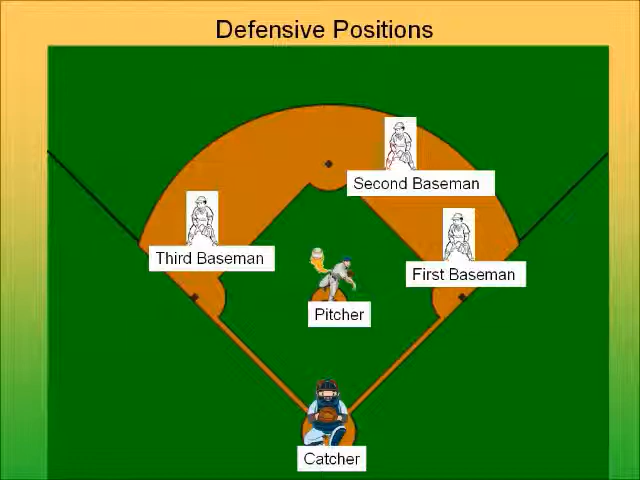 Defensive Positions
Second Baseman
Third Baseman
First Baseman
Pitcher
Catcher